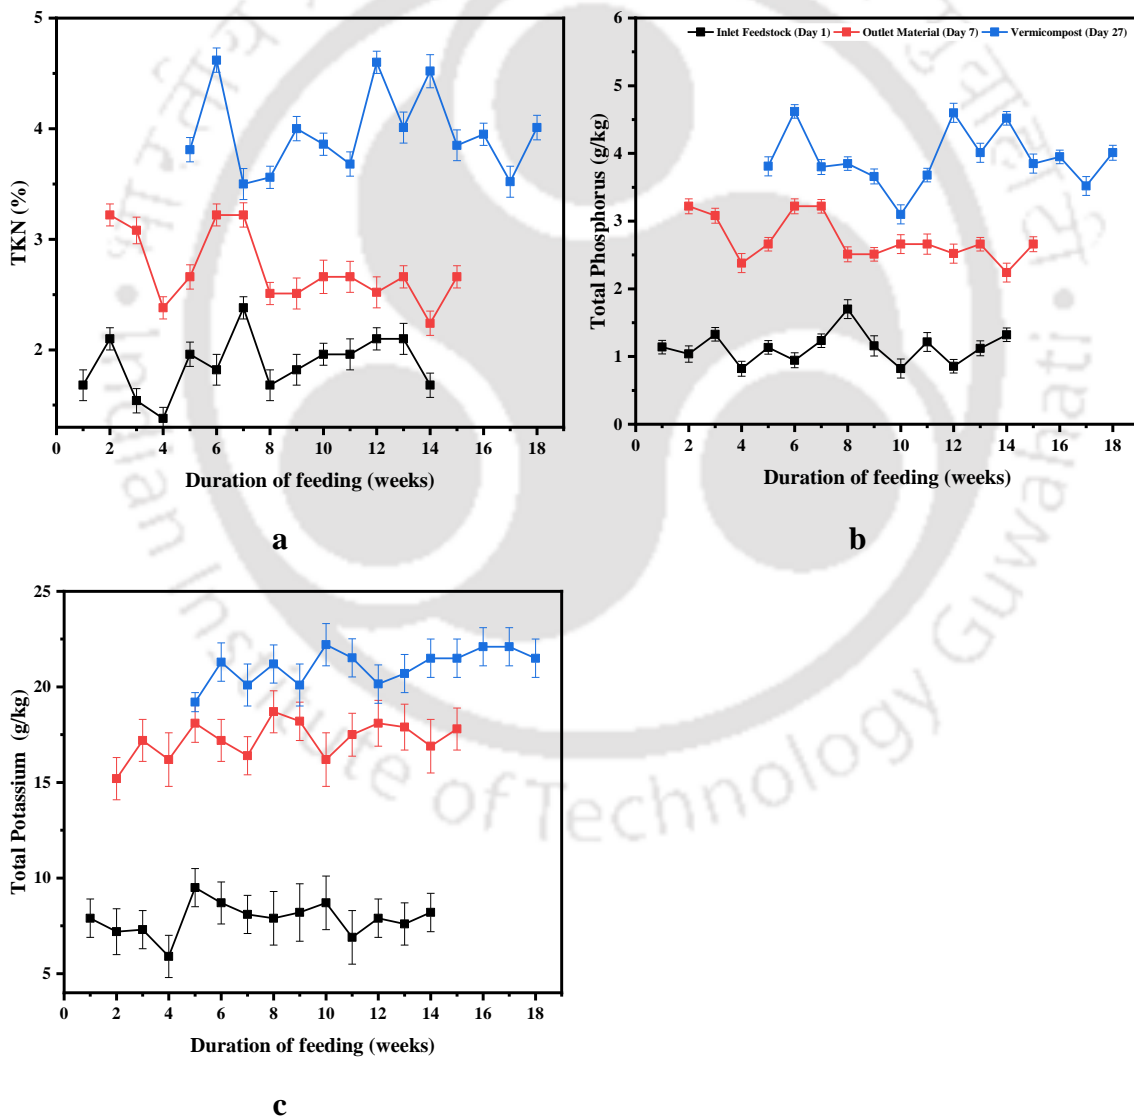 5
4
3
2
TKN (%)
0 2 4 6 8 10 12 14 16 18
Duration of feeding (weeks)
a
6
5
4
3
2
1
0
Total Phosphorus (g/kg)
Inlet Feedstock (Day 1) Outlet Material (Day 7) Vermicompost (Day 27)
0 2 4 6 8 10 12 14 16 18
Duration of feeding (weeks)
b
25
20
15
10
5
Total Potassium (g/kg)
0 2 4 6 8 10 12 14 16 18
Duration of feeding (weeks)
c
Indian Institute of Technology Guwahati